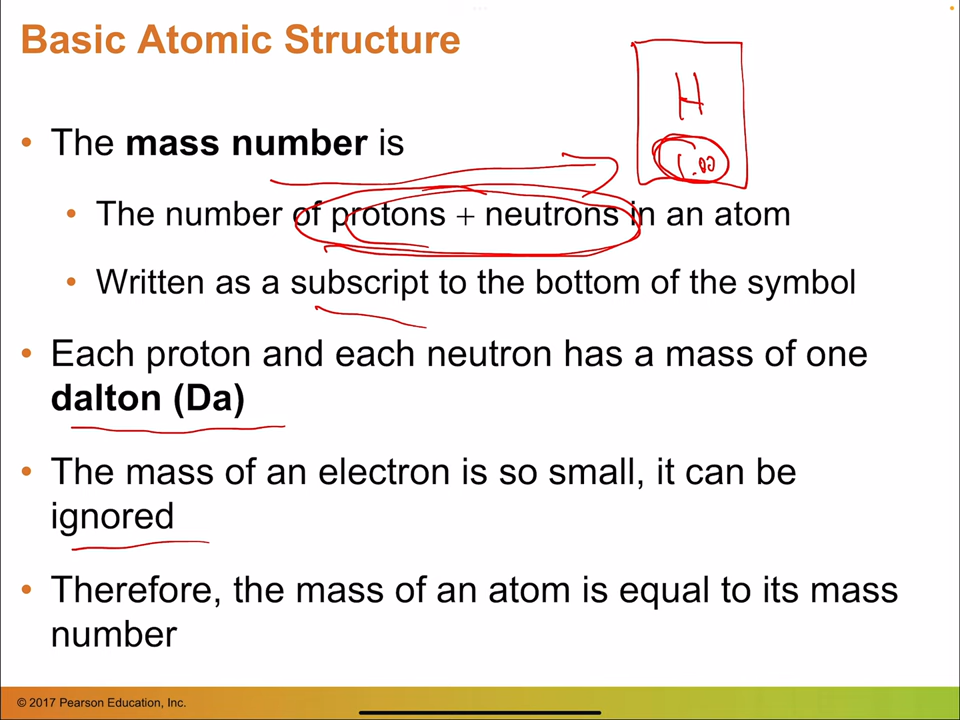 Basic Atomic Structure
H
1.00
• The mass number is
• The number of protons + neutrons in an atom
• Written as a subscript to the bottom of the symbol
• Each proton and each neutron has a mass of one
dalton (Da)
• The mass of an electron is so small, it can be
ignored
• Therefore, the mass of an atom is equal to its mass
number
© 2017 Pearson Education, Inc.